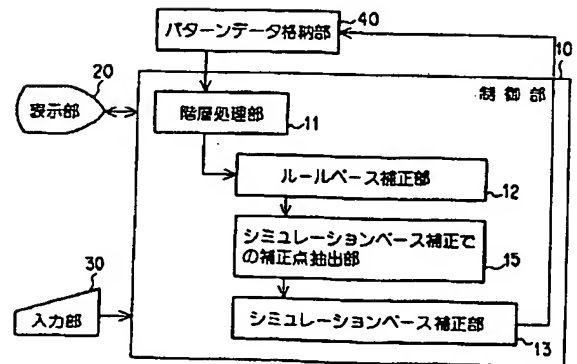 40
パターンデータ格納部
10
20
表示部
制御部
階層処理部
11
ルールベース補正部
12
シミュレーションベース補正で
の補正点抽出部
15
30
入力部
シミュレーションベース補正部
13